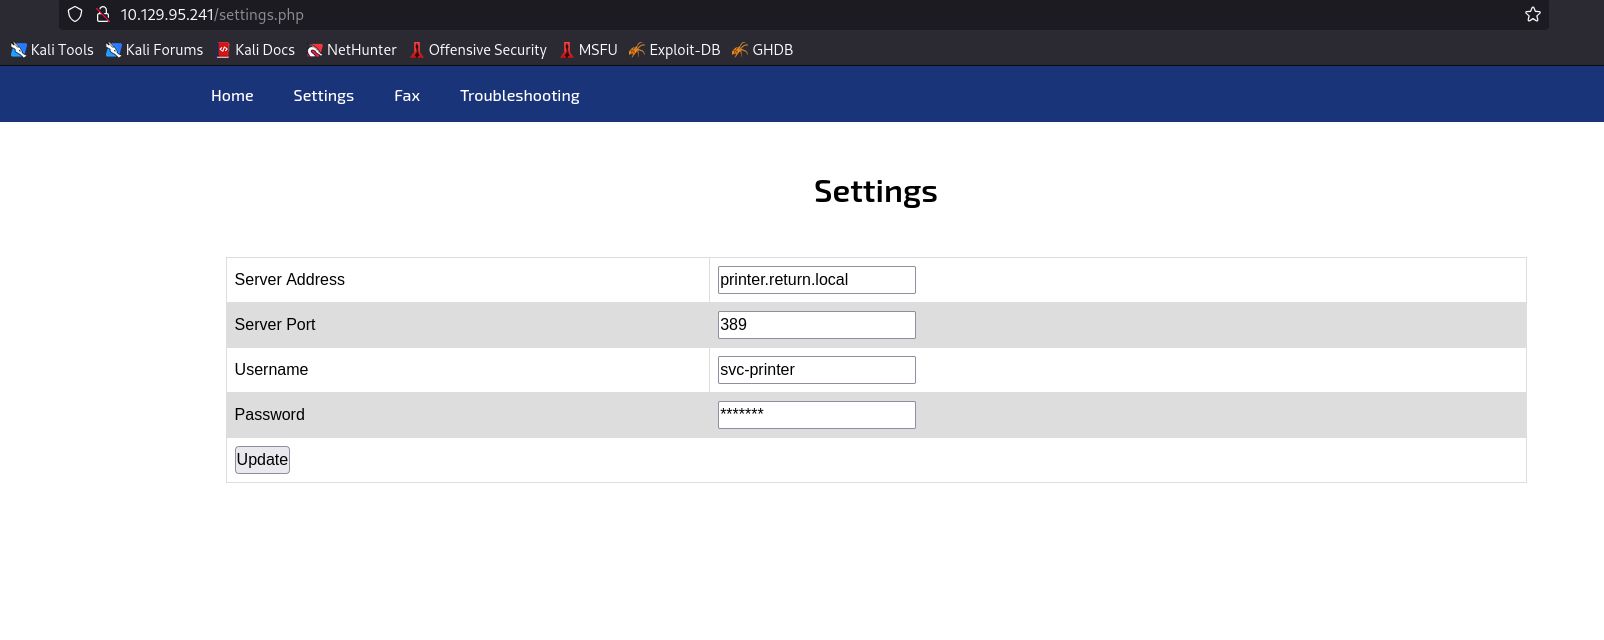 10.129.95.241/settings.php
Kali Tools Kali Forums Kali Docs NetHunter Offensive Security MSFU Exploit-DB GHDB
Home Settings Fax Troubleshooting
Settings
Server Address printer.return.local
Server Port 389
Username svc-printer
Password *******
Update